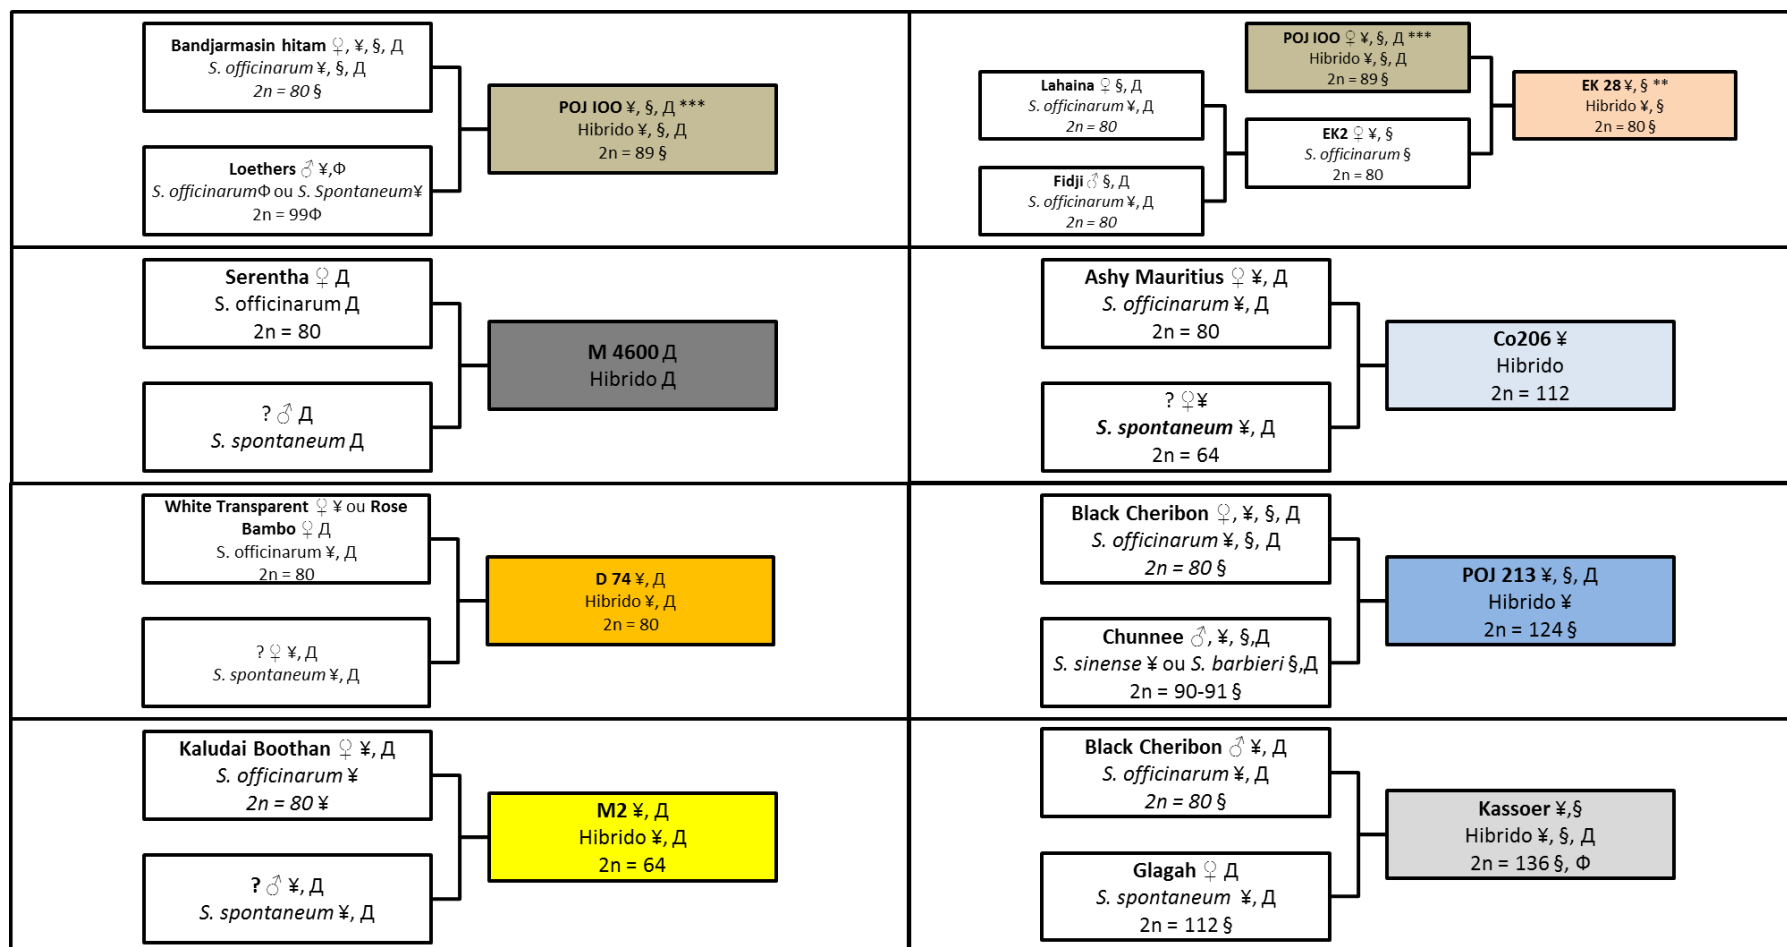 Bandjarmasin hitam ♀, ¥, §, Д
S. officinarum ¥, §, Д
2n = 80 §
Loethers ♂ ¥,Ф
S. officinarumФ ou S. Spontaneum¥
2n = 99Ф
POJ IOO ¥, §, Д ***
Hibrido ¥, §, Д
2n = 89 §
Lahaina ♀ §, Д
S. officinarum ¥, Д
2n = 80
Fidji ♂ §, Д
S. officinarum ¥, Д
2n = 80
POJ IOO ♀ ¥, §, Д ***
Hibrido ¥, §, Д
2n = 89 §
EK2 ♀ ¥, §
S. officinarum §
2n = 80
EK 28 ¥, § **
Hibrido ¥, §
2n = 80 §
Serentha ♀ Д
S. officinarum Д
2n = 80
? ♂ Д
S. spontaneum Д
M 4600 Д
Hibrido Д
Ashy Mauritius ♀ ¥, Д
S. officinarum ¥, Д
2n = 80
? ♀¥
S. spontaneum ¥, Д
2n = 64
Co206 ¥
Hibrido
2n = 112
White Transparent ♀ ¥ ou Rose
Bambo ♀ Д
S. officinarum ¥, Д
2n = 80
? ♀ ¥, Д
S. spontaneum ¥, Д
D 74 ¥, Д
Hibrido ¥, Д
2n = 80
Black Cheribon ♀, ¥, §, Д
S. officinarum ¥, §, Д
2n = 80 §
Chunnee ♂, ¥, §,Д
S. sinense ¥ ou S. barbieri §,Д
2n = 90-91 §
POJ 213 ¥, §, Д
Hibrido ¥
2n = 124 §
Kaludai Boothan ♀ ¥, Д
S. officinarum ¥
2n = 80 ¥
? ♂ ¥, Д
S. spontaneum ¥, Д
M2 ¥, Д
Hibrido ¥, Д
2n = 64
Black Cheribon ♂ ¥, Д
S. officinarum ¥, Д
2n = 80 §
Glagah ♀ Д
S. spontaneum ¥, Д
2n = 112 §
Kassoer ¥,§
Hibrido ¥, §, Д
2n = 136 §, Ф